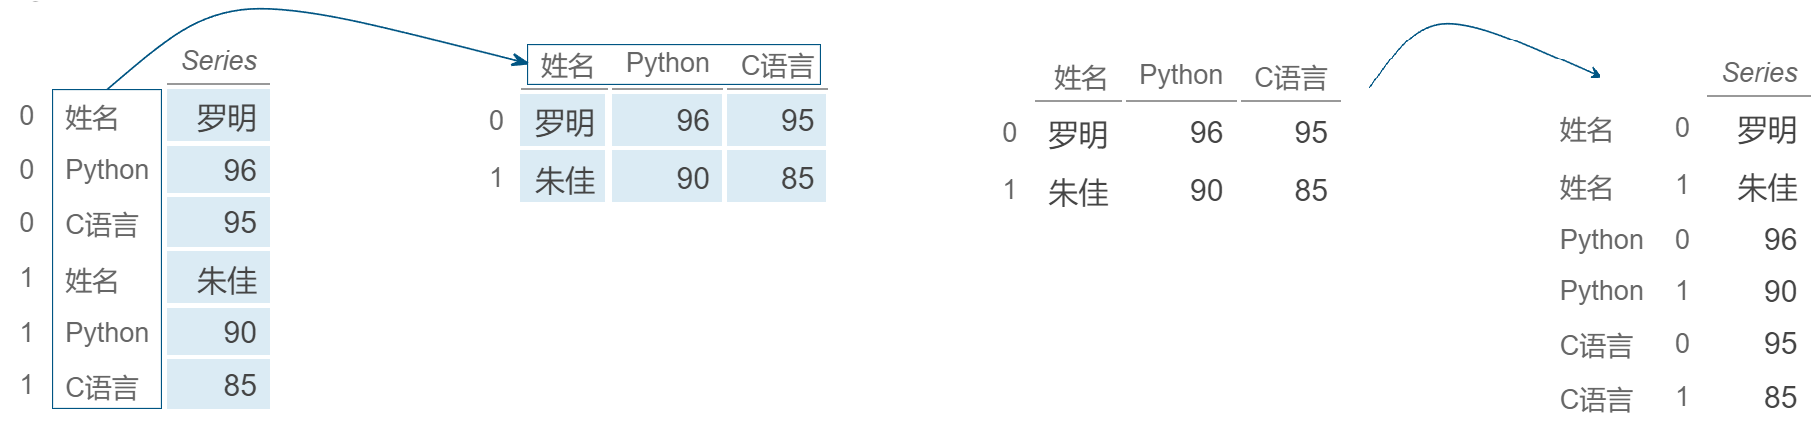 Series
0 姓名 罗明
0 Python 96
0 C语言 95
1 姓名 朱佳
1 Python 90
1 C语言 85
姓名 Python C语言
0 罗明 96 95
1 朱佳 90 85
姓名 Python C语言
0 罗明 96 95
1 朱佳 90 85
Series
姓名 0 罗明
姓名 1 朱佳
Python 0 96
Python 1 90
C语言 0 95
C语言 1 85